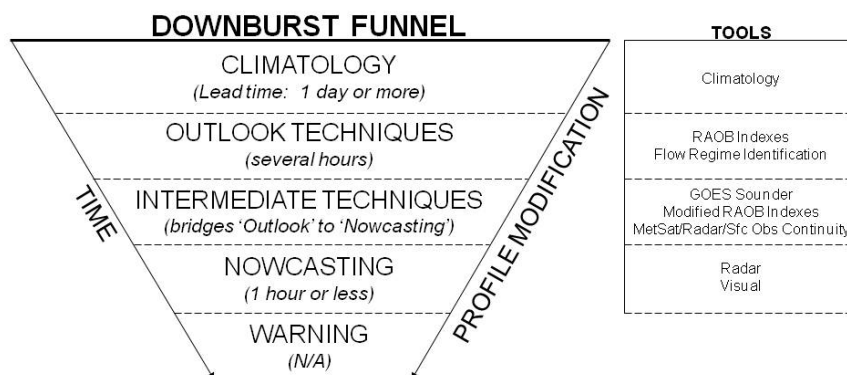 DOWNBURST FUNNEL
CLIMATOLOGY
(Lead time: 1 day or more)
OUTLOOK TECHNIQUES
(several hours)
INTERMEDIATE TECHNIQUES
(bridges ‘Outlook’ to ‘Nowcasting’)
NOWCASTING
(1 hour or less)
WARNING
(N/A)
TIME
PROFILE MODIFICATION
TOOLS
Climatology
RAOB Indexes
Flow Regime Identification
GOES Sounder
Modified RAOB Indexes
MetSat/Radar/Sfc Obs Continuity
Radar
Visual